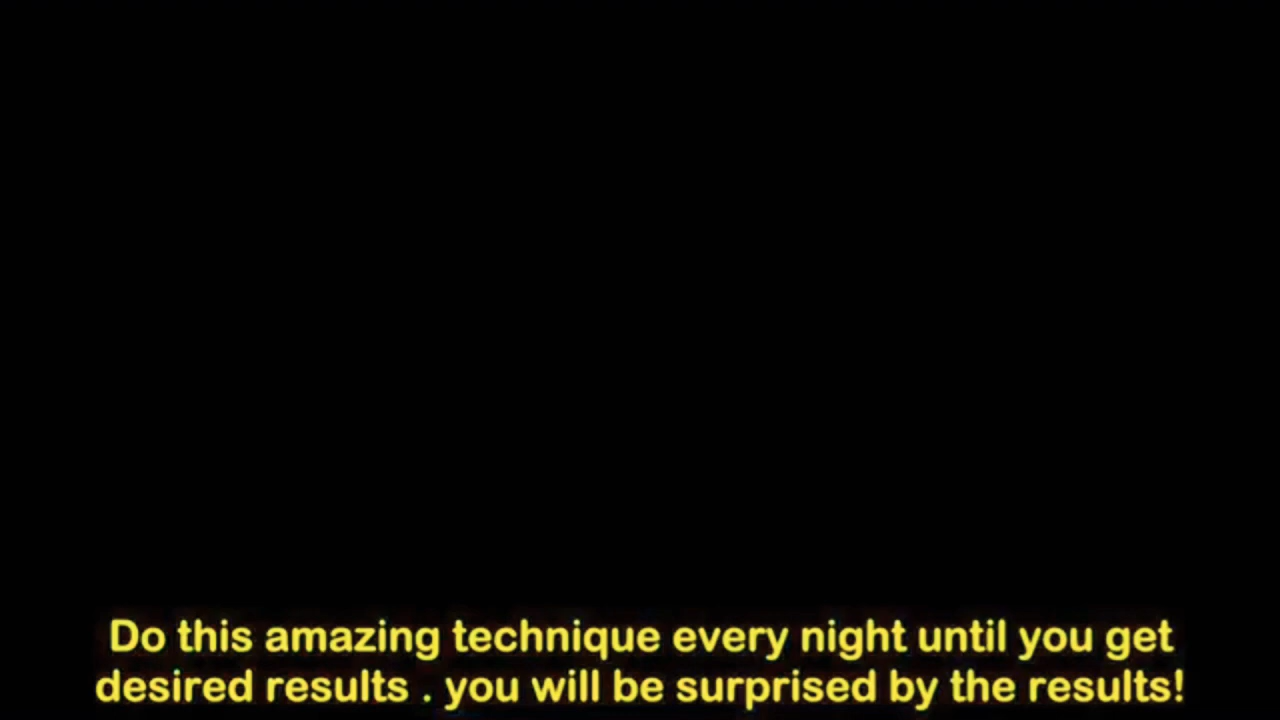 Do this amazing technique every night until you get
desired results . you will be surprised by the results!